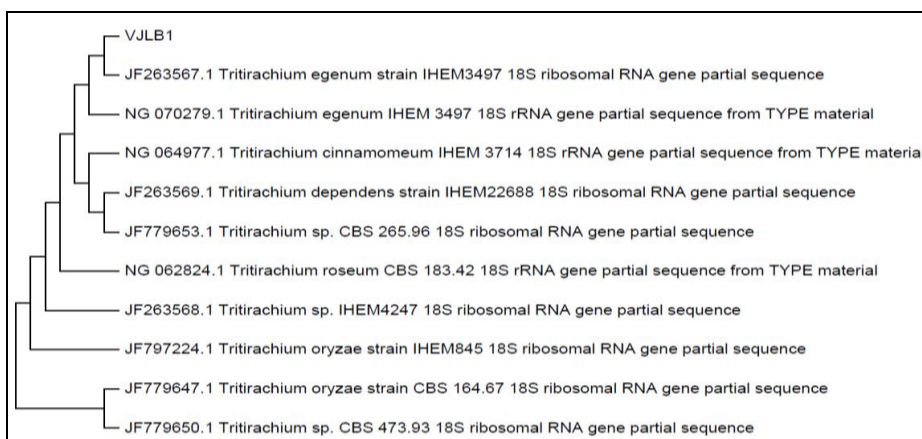 VJLB1
JF263567.1 Tritirachium egenum strain IHEM3497 18S ribosomal RNA gene partial sequence
NG 070279.1 Tritirachium egenum IHEM 3497 18S rRNA gene partial sequence from TYPE material
NG 064977.1 Tritirachium cinnamomeum IHEM 3714 18S rRNA gene partial sequence from TYPE materia
JF263569.1 Tritirachium dependens strain IHEM22688 18S ribosomal RNA gene partial sequence
JF779653.1 Tritirachium sp. CBS 265.96 18S ribosomal RNA gene partial sequence
NG 062824.1 Tritirachium roseum CBS 183.42 18S rRNA gene partial sequence from TYPE material
JF263568.1 Tritirachium sp. IHEM4247 18S ribosomal RNA gene partial sequence
JF797224.1 Tritirachium oryzae strain IHEM845 18S ribosomal RNA gene partial sequence
JF779647.1 Tritirachium oryzae strain CBS 164.67 18S ribosomal RNA gene partial sequence
JF779650.1 Tritirachium sp. CBS 473.93 18S ribosomal RNA gene partial sequence